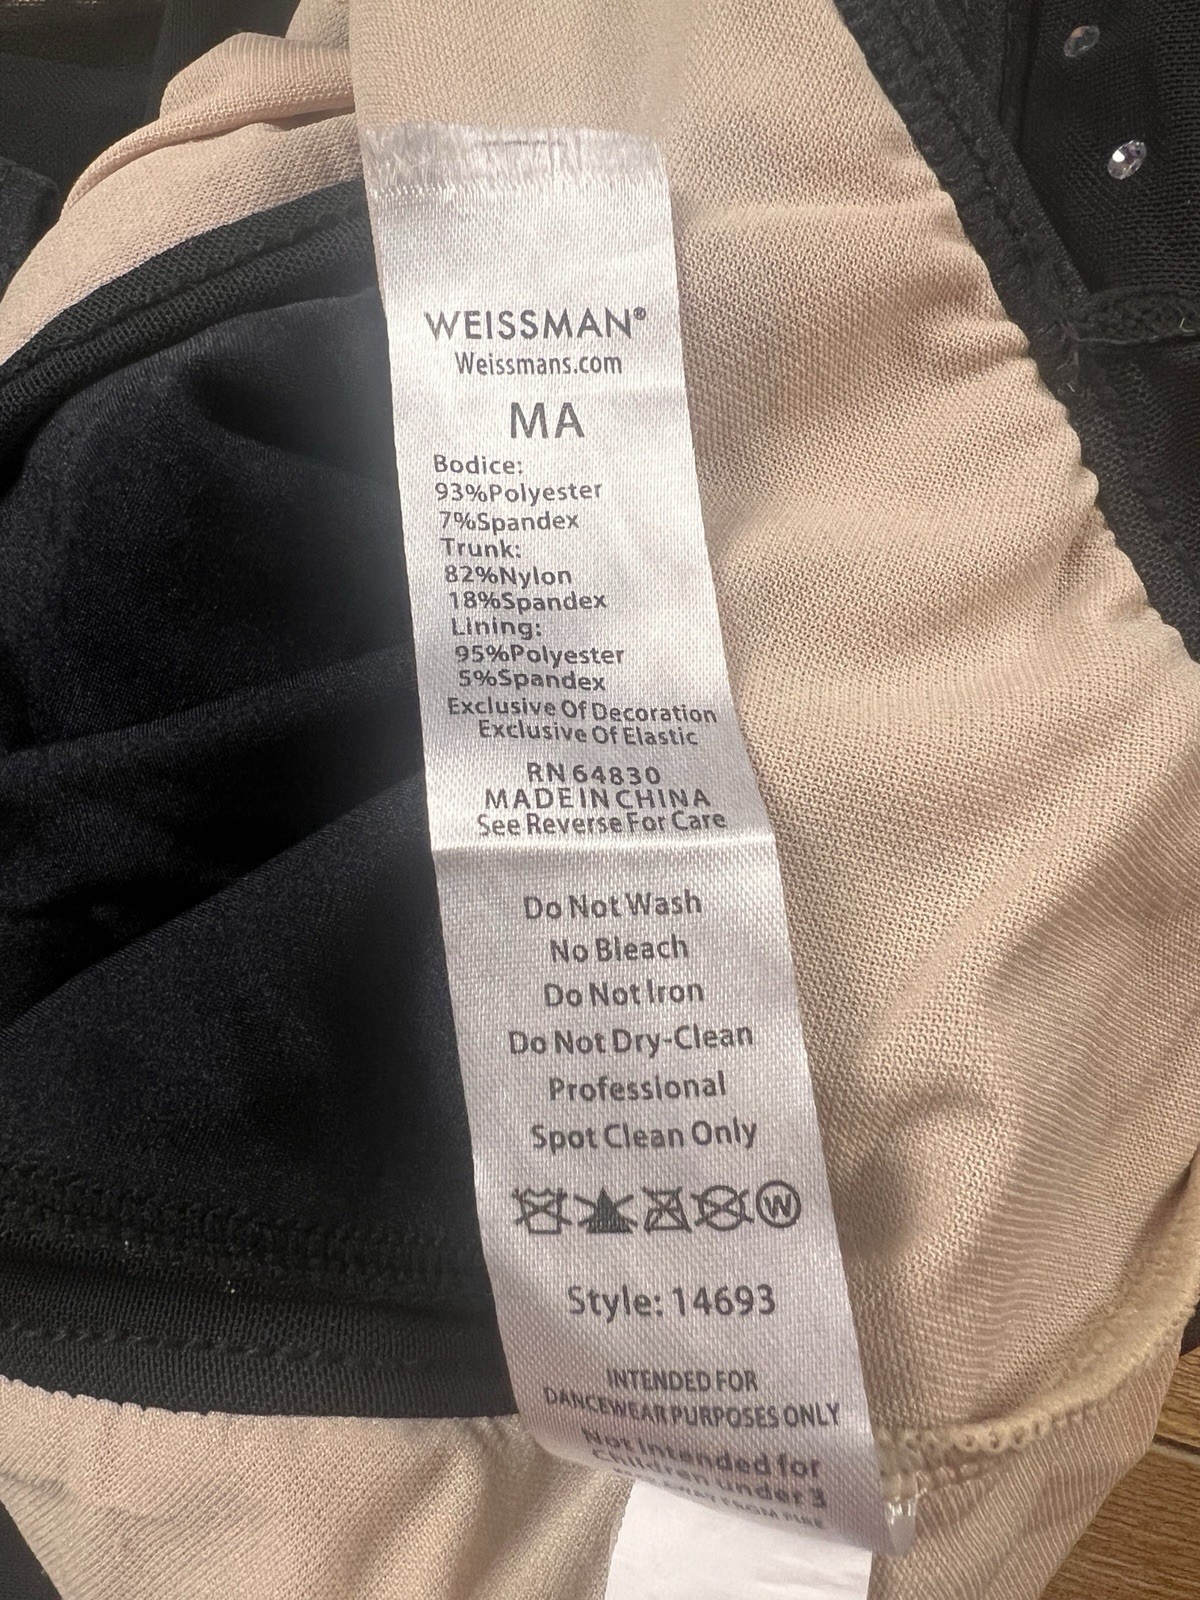 WEISSMAN®
Weissmans.com
MA
Bodice:
93%Polyester
7%Spandex
Trunk:
82%Nylon
18%Spandex
Lining:
95%Polyester
5%Spandex
Exclusive Of Decoration
Exclusive Of Elastic
RN 64830
MADE IN CHINA
See Reverse For Care
Do Not Wash
No Bleach
Do Not Iron
Do Not Dry-Clean
Professional
Spot Clean Only
W
Style: 14693
INTENDED FOR
DANCEWEAR PURPOSES ONLY
Not intended for
Children under 3
AWAY FROM FIRE